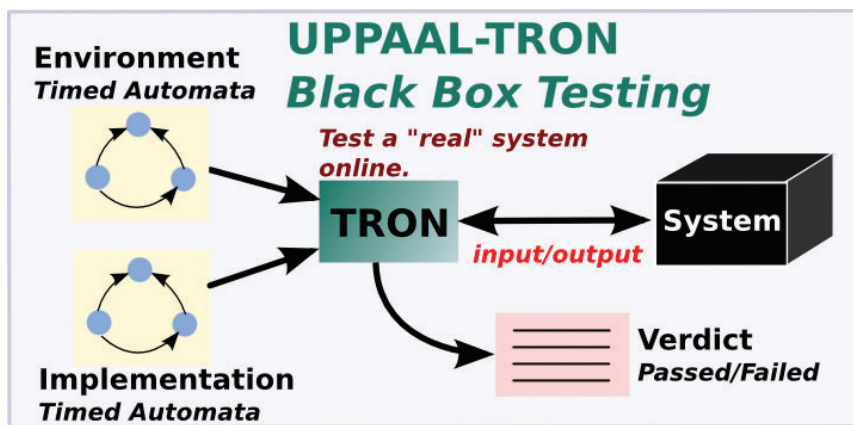 UPPAAL-TRON
Black Box Testing
Environment
Timed Automata
Test a "real" system
online.
TRON
System
input/output
Implementation
Timed Automata
Verdict
Passed/Failed